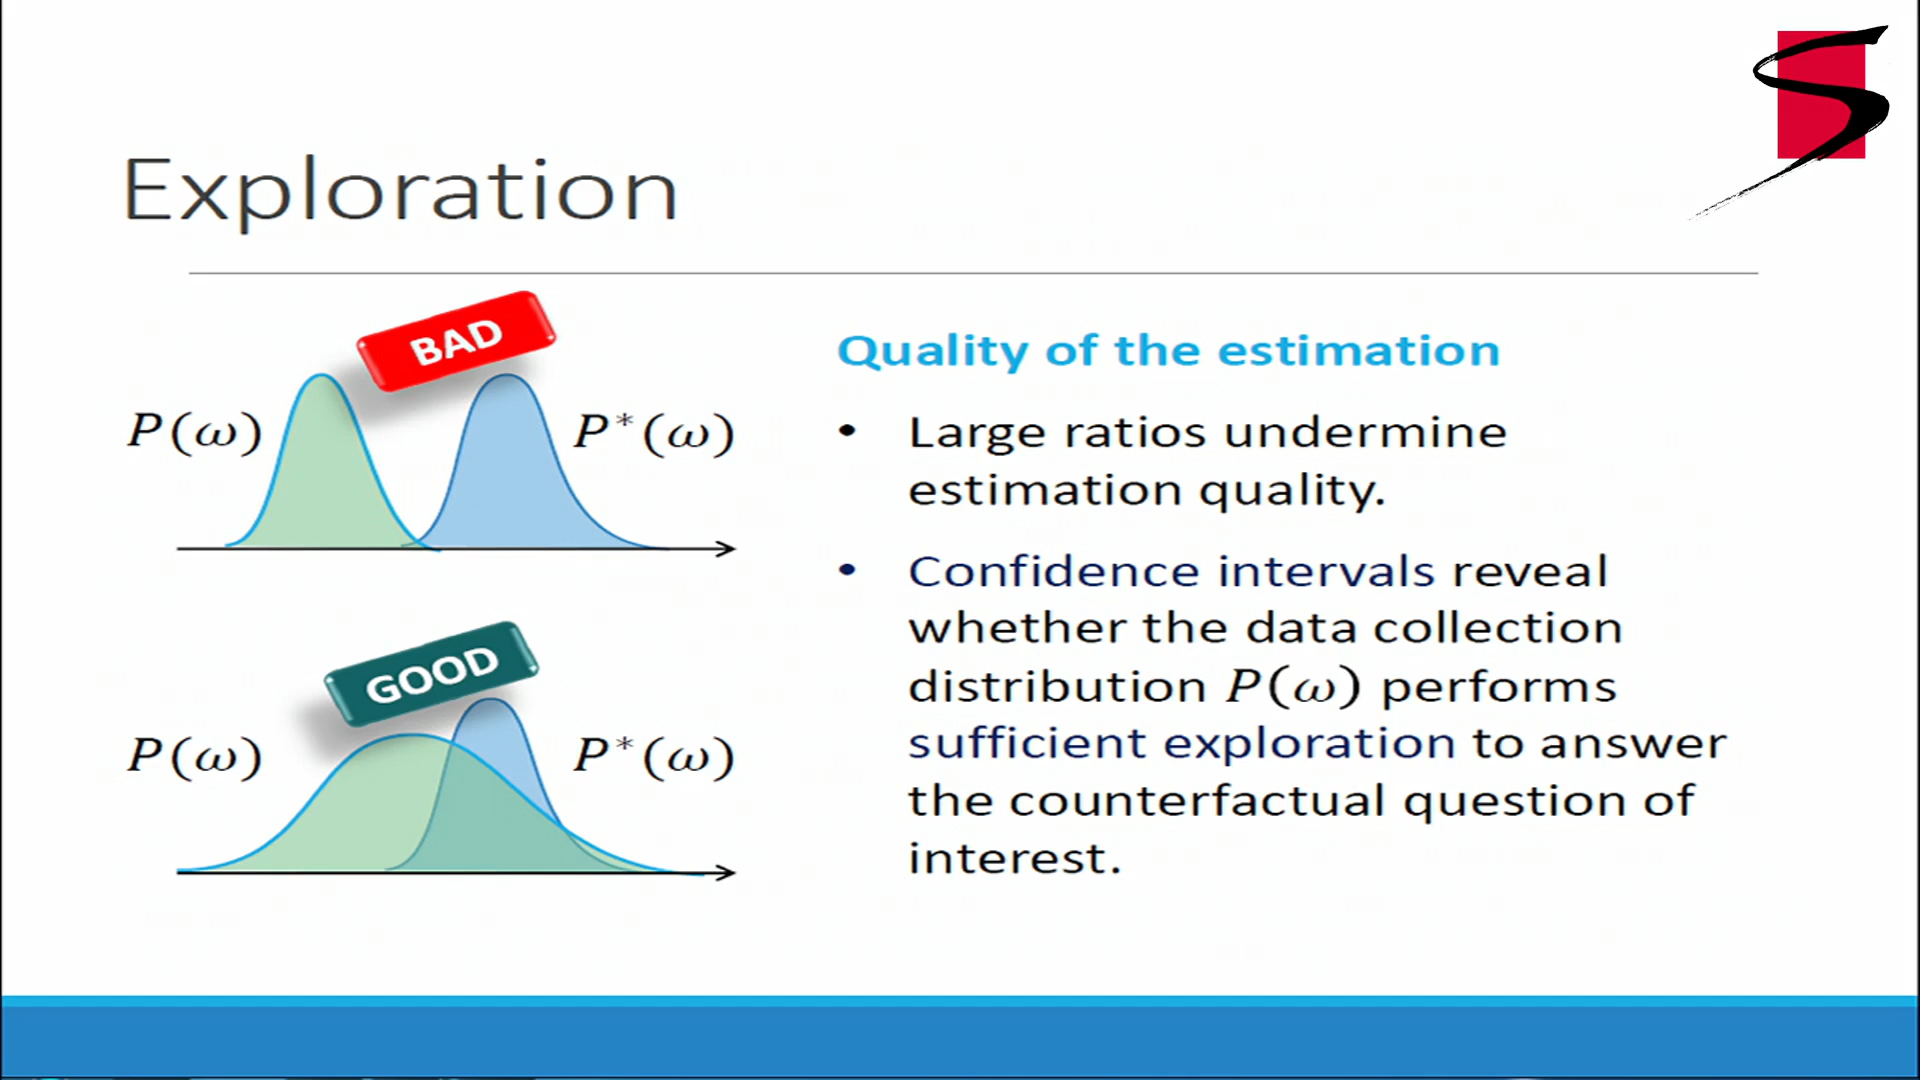 Exploration
BAD
P(ω)
P*(ω)
GOOD
P(ω)
P*(ω)
Quality of the estimation
• Large ratios undermine
estimation quality.
• Confidence intervals reveal
whether the data collection
distribution P(ω) performs
sufficient exploration to answer
the counterfactual question of
interest.